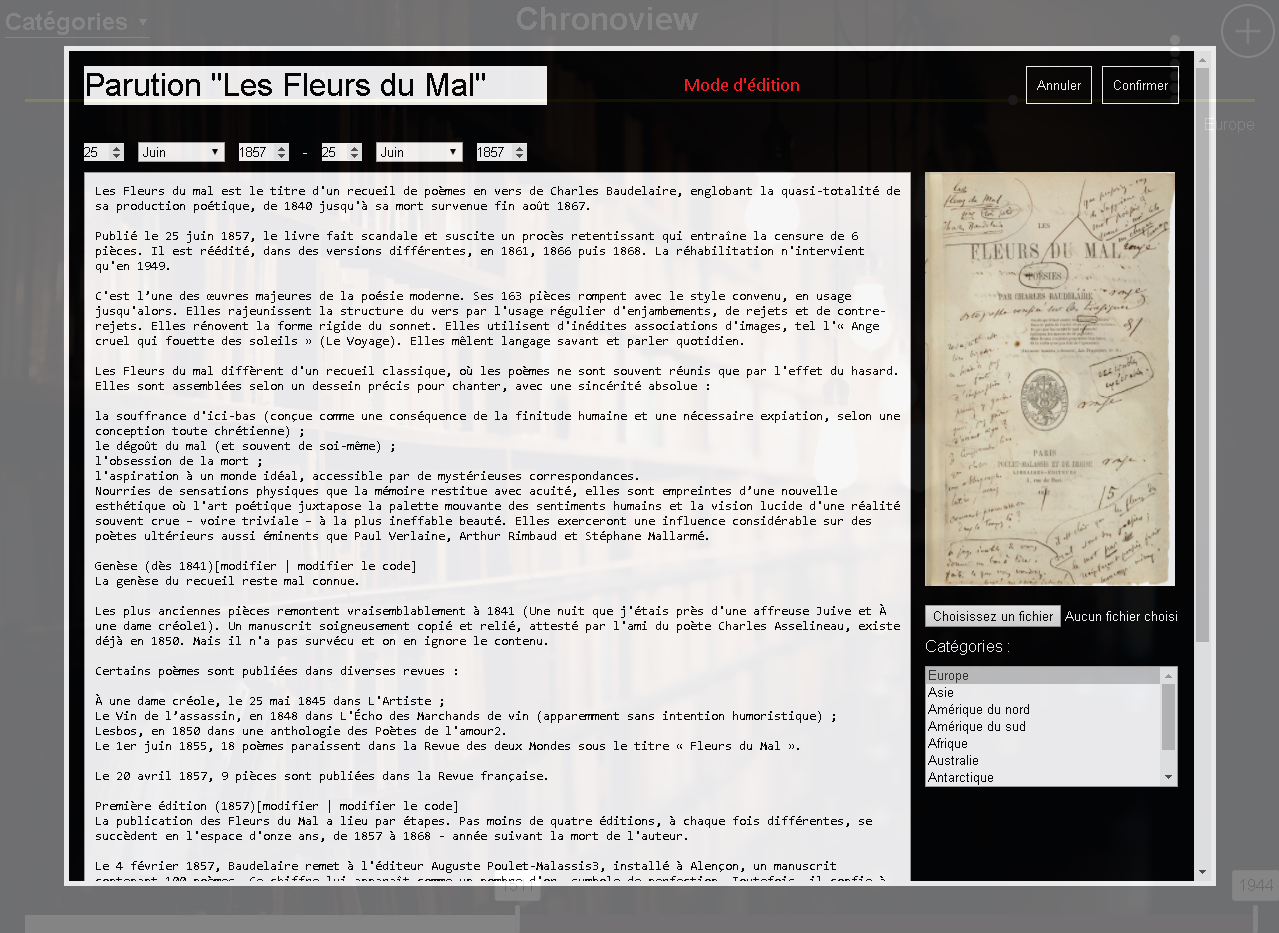 Catégories ▾
Chronoview
Parution "Les Fleurs du Mal"
Mode d'édition
Annuler
Confirmer
Europe
25 Juin 1857 - 25 Juin 1857
Les Fleurs du mal est le titre d'un recueil de poèmes en vers de Charles Baudelaire, englobant la quasi-totalité de
sa production poétique, de 1840 jusqu'à sa mort survenue fin août 1867.
Publié le 25 juin 1857, le livre fait scandale et suscite un procès retentissant qui entraîne la censure de 6
pièces. Il est réédité, dans des versions différentes, en 1861, 1866 puis 1868. La réhabilitation n'intervient
qu'en 1949.
C'est l’une des œuvres majeures de la poésie moderne. Ses 163 pièces rompent avec le style convenu, en usage
jusqu'alors. Elles rajeunissent la structure du vers par l'usage régulier d'enjambements, de rejets et de contre-
rejets. Elles rénovent la forme rigide du sonnet. Elles utilisent d'inédites associations d'images, tel l'« Ange
cruel qui fouette des soleils » (Le Voyage). Elles mêlent langage savant et parler quotidien.
Les Fleurs du mal diffèrent d'un recueil classique, où les poèmes ne sont souvent réunis que par l'effet du hasard.
Elles sont assemblées selon un dessein précis pour chanter, avec une sincérité absolue :
la souffrance d'ici-bas (conçue comme une conséquence de la finitude humaine et une nécessaire expiation, selon une
conception toute chrétienne) ;
le dégoût du mal (et souvent de soi-même) ;
l'obsession de la mort ;
l'aspiration à un monde idéal, accessible par de mystérieuses correspondances.
Nourries de sensations physiques que la mémoire restitue avec acuité, elles sont empreintes d’une nouvelle
esthétique où l'art poétique juxtapose la palette mouvante des sentiments humains et la vision lucide d'une réalité
souvent crue - voire triviale - à la plus ineffable beauté. Elles exerceront une influence considérable sur des
poètes ultérieurs aussi éminents que Paul Verlaine, Arthur Rimbaud et Stéphane Mallarmé.
Genèse (dès 1841)[modifier | modifier le code]
La genèse du recueil reste mal connue.
Les plus anciennes pièces remontent vraisemblablement à 1841 (Une nuit que j'étais près d'une affreuse Juive et À
une dame créole1). Un manuscrit soigneusement copié et relié, attesté par l'ami du poète Charles Asselineau, existe
déjà en 1850. Mais il n'a pas survécu et on en ignore le contenu.
Certains poèmes sont publiées dans diverses revues :
À une dame créole, le 25 mai 1845 dans L'Artiste ;
Le Vin de l’assassin, en 1848 dans L'Écho des Marchands de vin (apparemment sans intention humoristique) ;
Lesbos, en 1850 dans une anthologie des Poètes de l'amour2.
Le 1er juin 1855, 18 poèmes paraissent dans la Revue des deux Mondes sous le titre « Fleurs du Mal ».
Le 20 avril 1857, 9 pièces sont publiées dans la Revue française.
Première édition (1857)[modifier | modifier le code]
La publication des Fleurs du Mal a lieu par étapes. Pas moins de quatre éditions, à chaque fois différentes, se
succèdent en l'espace d'onze ans, de 1857 à 1868 - année suivant la mort de l'auteur.
Le 4 février 1857, Baudelaire remet à l'éditeur Auguste Poulet-Malassis3, installé à Alençon, un manuscrit
contenant 100 poèmes. Ce chiffre lui apparaît comme un nombre d'or, symbole de perfection. Toutefois, il confie à
LES
FLEURS DU MAL
POÉSIES
PAR CHARLES BAUDELAIRE
PARIS
POULET-MALASSIS ET DE BROISE
LIBRAIRES-ÉDITEURS
Choisissez un fichier Aucun fichier choisi
Catégories :
Europe
Asie
Amérique du nord
Amérique du sud
Afrique
Australie
Antarctique
1944